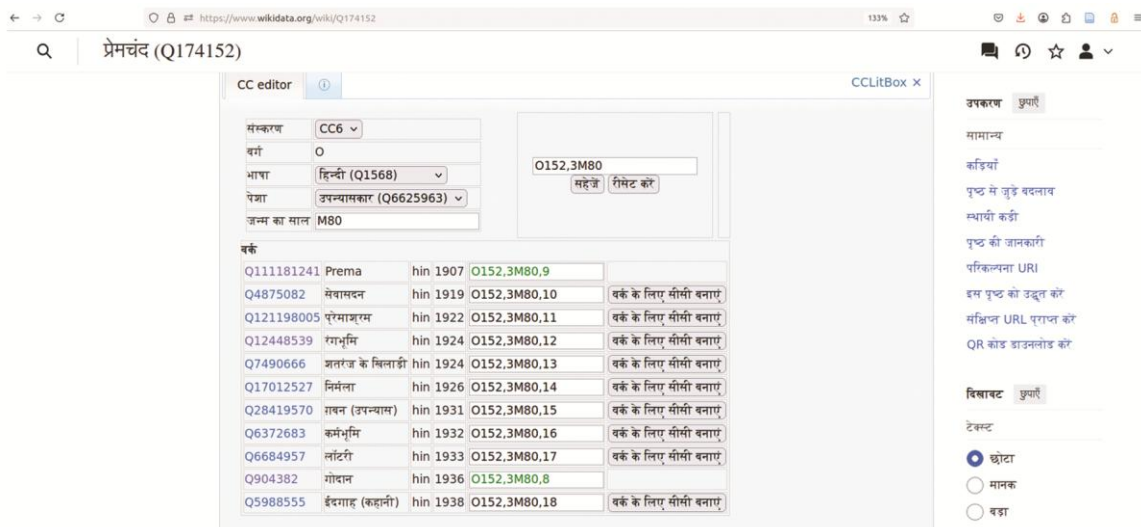 https://www.wikidata.org/wiki/Q174152 133%
प्रेमचंद (Q174152)
CC editor CCLitBox ×
संस्करण CC6
वर्ग O
भाषा हिन्दी (Q1568)
पेशा उपन्यासकार (Q6625963)
जन्म का साल M80
O152,3M80
सहेजें रीसेट करें
वर्क
Q111181241 Prema hin 1907 O152,3M80,9
Q4875082 सेवासदन hin 1919 O152,3M80,10 वर्क के लिए सीसी बनाएं
Q121198005 प्रेमाश्रम hin 1922 O152,3M80,11 वर्क के लिए सीसी बनाएं
Q12448539 रंगभूमि hin 1924 O152,3M80,12 वर्क के लिए सीसी बनाएं
Q7490666 शतरंज के खिलाड़ी hin 1924 O152,3M80,13 वर्क के लिए सीसी बनाएं
Q17012527 निर्मला hin 1926 O152,3M80,14 वर्क के लिए सीसी बनाएं
Q28419570 ग़बन (उपन्यास) hin 1931 O152,3M80,15 वर्क के लिए सीसी बनाएं
Q6372683 कर्मभूमि hin 1932 O152,3M80,16 वर्क के लिए सीसी बनाएं
Q6684957 लॉटरी hin 1933 O152,3M80,17 वर्क के लिए सीसी बनाएं
Q904382 गोदान hin 1936 O152,3M80,8
Q5988555 ईदगाह (कहानी) hin 1938 O152,3M80,18 वर्क के लिए सीसी बनाएं
उपकरण छुपाएँ
सामान्य
कड़ियाँ
पृष्ठ से जुड़े बदलाव
स्थायी कड़ी
पृष्ठ की जानकारी
परिकल्पना URI
इस पृष्ठ को उद्धृत करें
संक्षिप्त URL प्राप्त करें
QR कोड डाउनलोड करें
दिखावट छुपाएँ
टेक्स्ट
छोटा
मानक
बड़ा